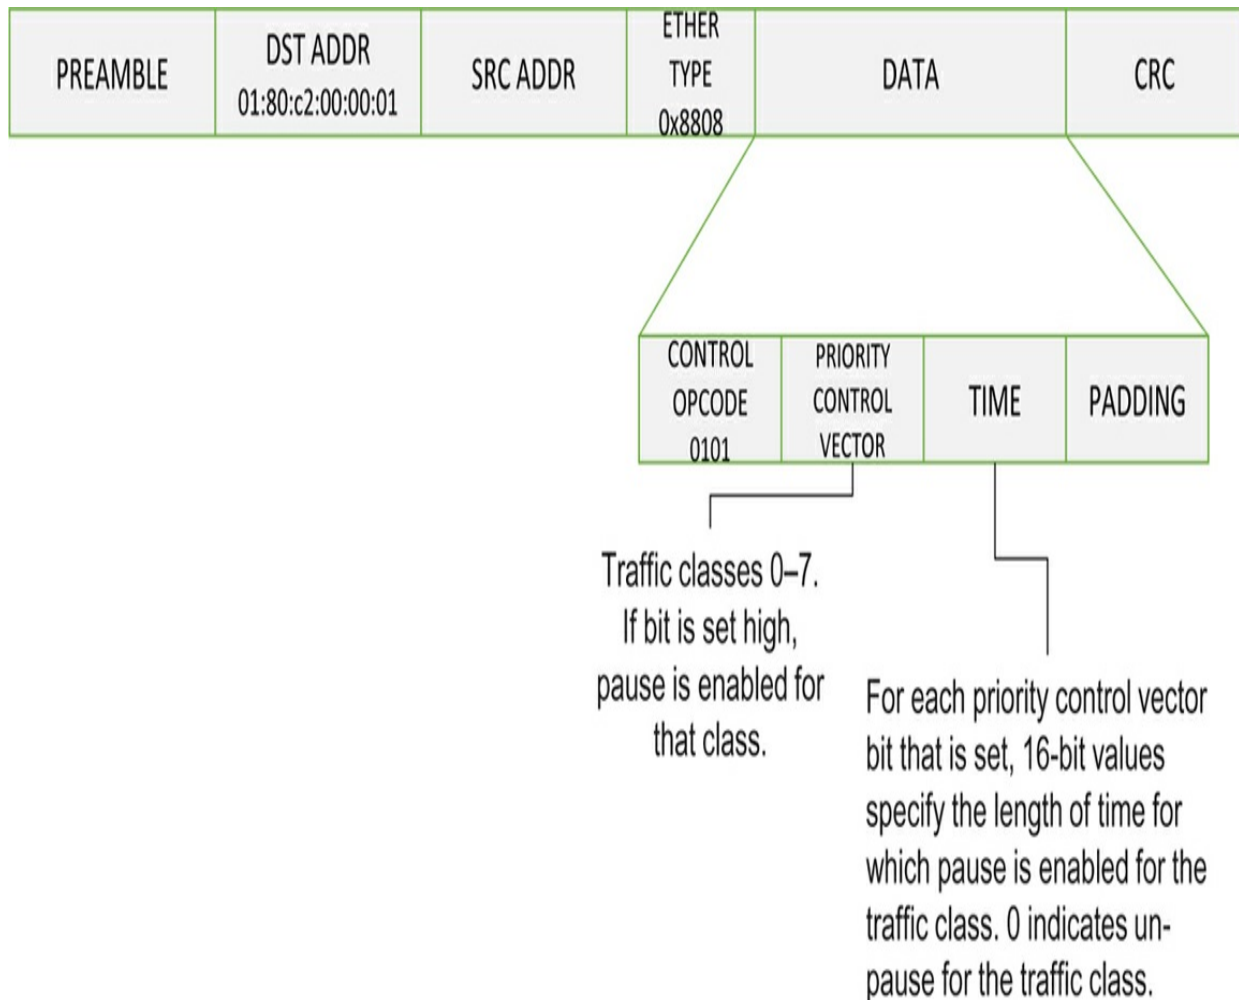 PREAMBLE
DST ADDR
01:80:c2:00:00:01
SRC ADDR
ETHER
TYPE
0x8808
DATA
CRC
CONTROL
OPCODE
0101
PRIORITY
CONTROL
VECTOR
TIME
PADDING
Traffic classes 0–7.
If bit is set high,
pause is enabled for
that class.
For each priority control vector
bit that is set, 16-bit values
specify the length of time for
which pause is enabled for the
traffic class. 0 indicates un-
pause for the traffic class.